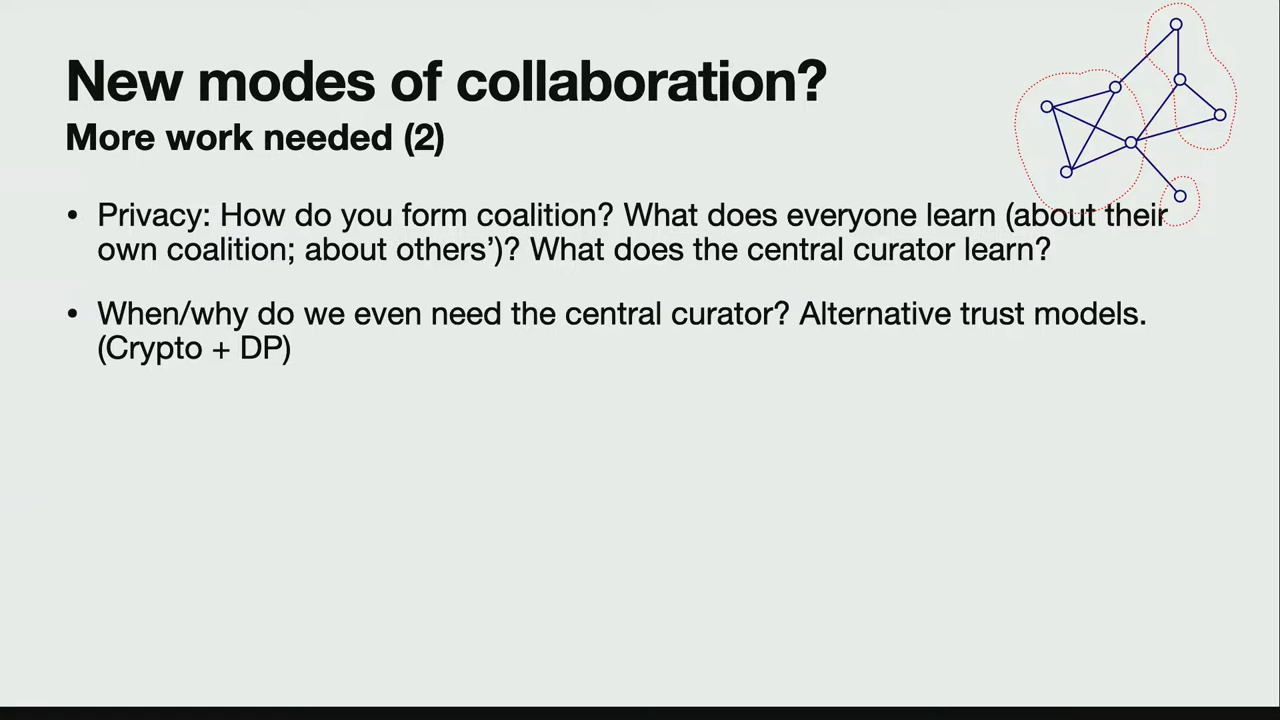 New modes of collaboration?
More work needed (2)
• Privacy: How do you form coalition? What does everyone learn (about their
own coalition; about others’)? What does the central curator learn?
• When/why do we even need the central curator? Alternative trust models.
(Crypto + DP)